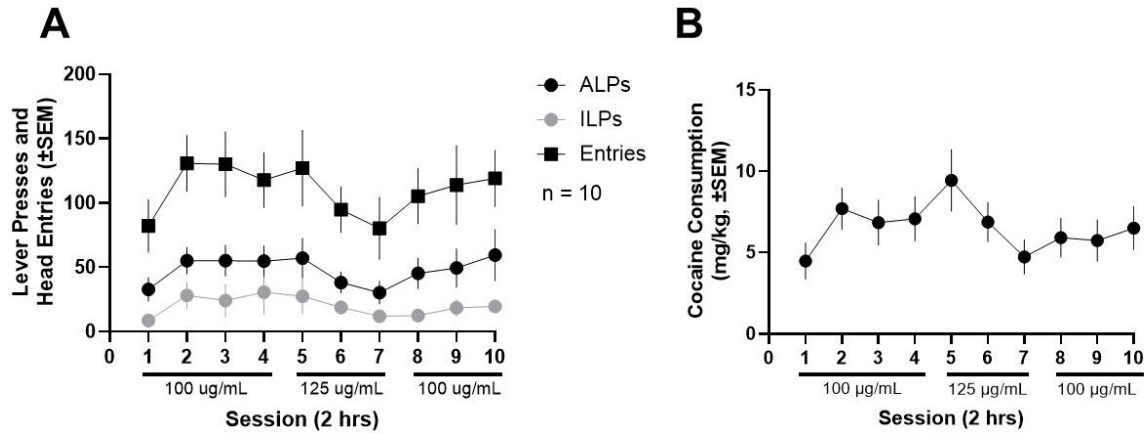 A
Lever Presses and
Head Entries (±SEM)
200
150
100
50
0
0 1 2 3 4 5 6 7 8 9 10
100 ug/mL 125 ug/mL 100 ug/mL
Session (2 hrs)
ALPs
ILPs
Entries
n = 10
B
Cocaine Consumption
(mg/kg, ±SEM)
15
10
5
0
0 1 2 3 4 5 6 7 8 9 10
100 µg/mL 125 µg/mL 100 µg/mL
Session (2 hrs)